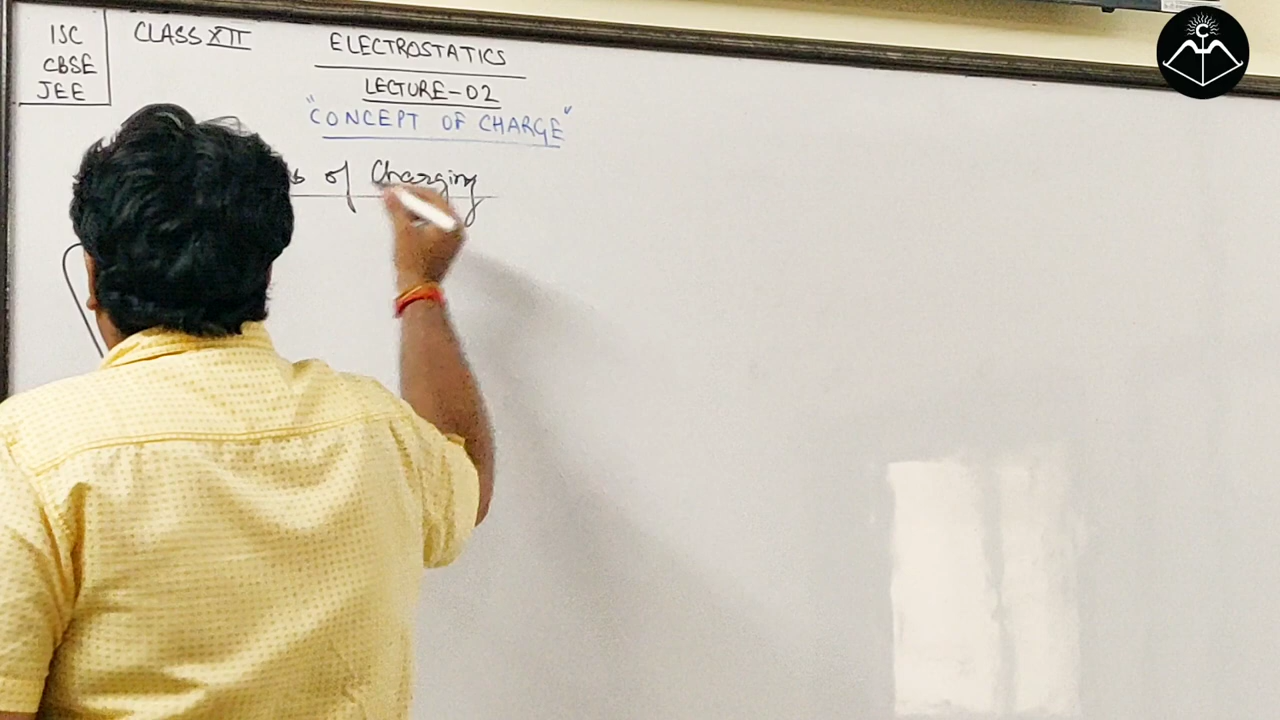 ISC
CBSE
JEE
CLASS XII
ELECTROSTATICS
LECTURE-02
"CONCEPT OF CHARGE"
of Charging
C